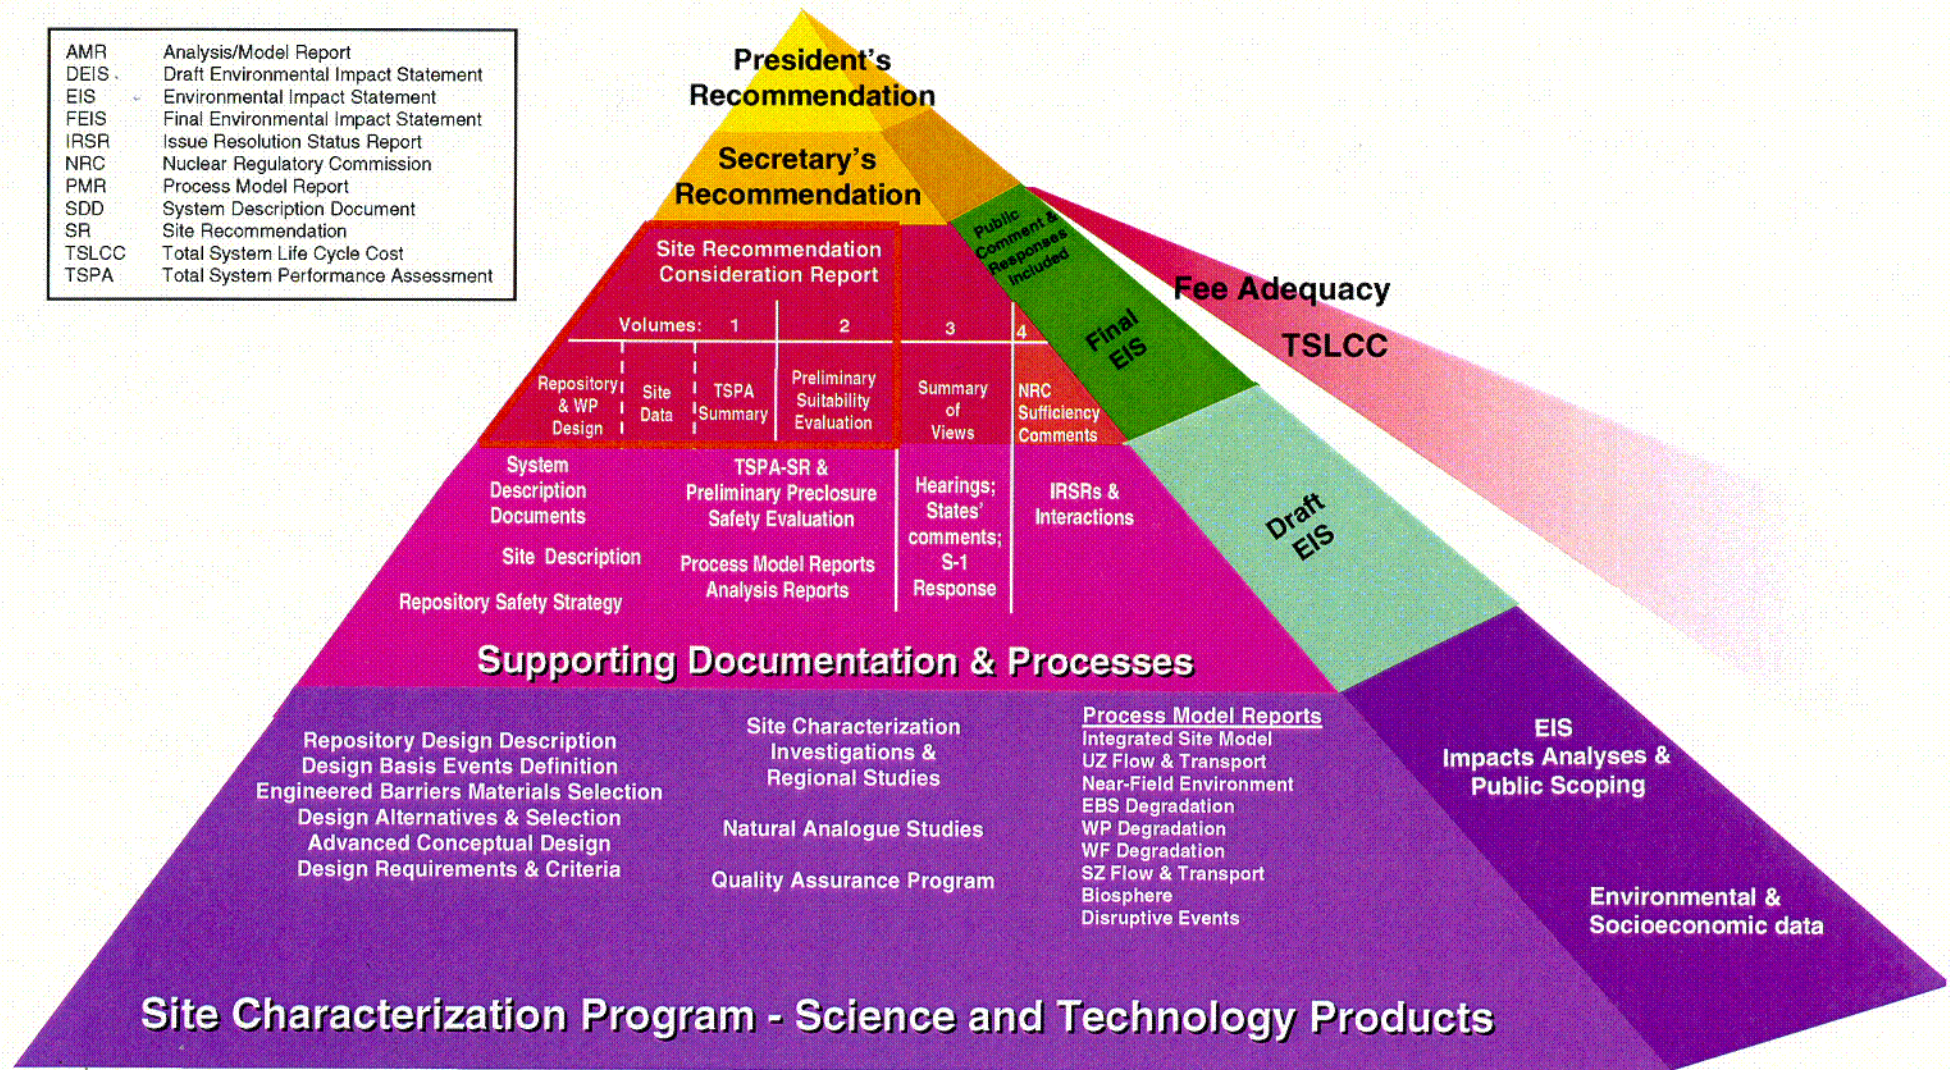 AMR Analysis/Model Report
DEIS Draft Environmental Impact Statement
EIS Environmental Impact Statement
FEIS Final Environmental Impact Statement
IRSR Issue Resolution Status Report
NRC Nuclear Regulatory Commission
PMR Process Model Report
SDD System Description Document
SR Site Recommendation
TSLCC Total System Life Cycle Cost
TSPA Total System Performance Assessment
President's
Recommendation
Secretary's
Recommendation
Site Recommendation
Consideration Report
Volumes: 1 2 3 4
Repository
& WP
Design
Site
Data
TSPA
Summary
Preliminary
Suitability
Evaluation
Summary
of
Views
NRC
Sufficiency
Comments
Public
Comment &
Responses
Included
Final
EIS
Fee Adequacy
TSLCC
System
Description
Documents
Site Description
Repository Safety Strategy
TSPA-SR &
Preliminary Preclosure
Safety Evaluation
Process Model Reports
Analysis Reports
Hearings;
States'
comments;
S-1
Response
IRSRs &
Interactions
Draft
EIS
Supporting Documentation & Processes
Repository Design Description
Design Basis Events Definition
Engineered Barriers Materials Selection
Design Alternatives & Selection
Advanced Conceptual Design
Design Requirements & Criteria
Site Characterization
Investigations &
Regional Studies
Natural Analogue Studies
Quality Assurance Program
Process Model Reports
Integrated Site Model
UZ Flow & Transport
Near-Field Environment
EBS Degradation
WP Degradation
WF Degradation
SZ Flow & Transport
Biosphere
Disruptive Events
EIS
Impacts Analyses &
Public Scoping
Environmental &
Socioeconomic data
Site Characterization Program - Science and Technology Products